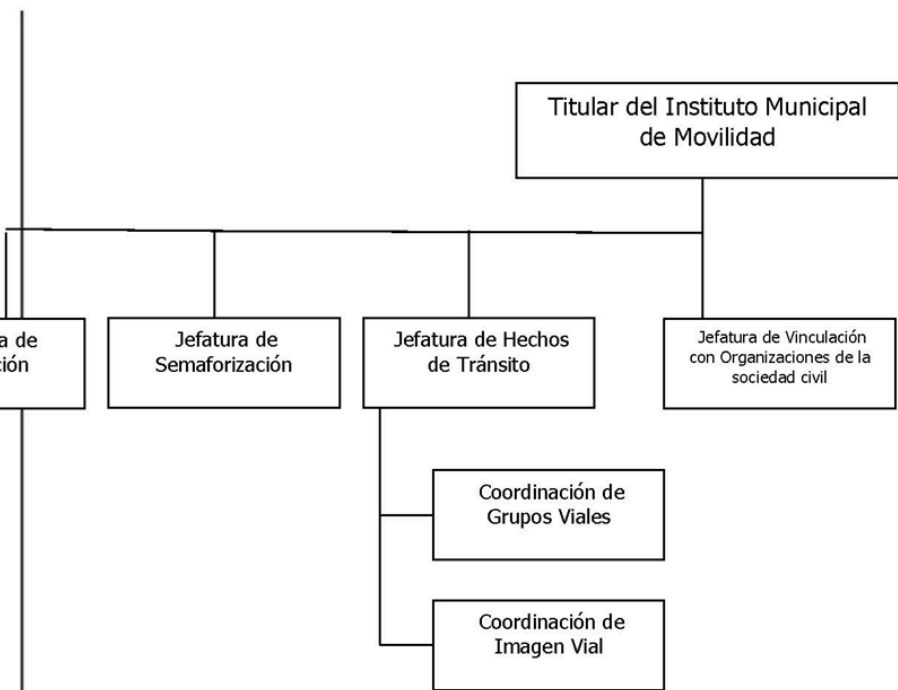 Titular del Instituto Municipal
de Movilidad
de
Jefatura de
Semaforización
Jefatura de Hechos
de Tránsito
Jefatura de Vinculación
con Organizaciones de la
sociedad civil
Coordinación de
Grupos Viales
Coordinación de
Imagen Vial